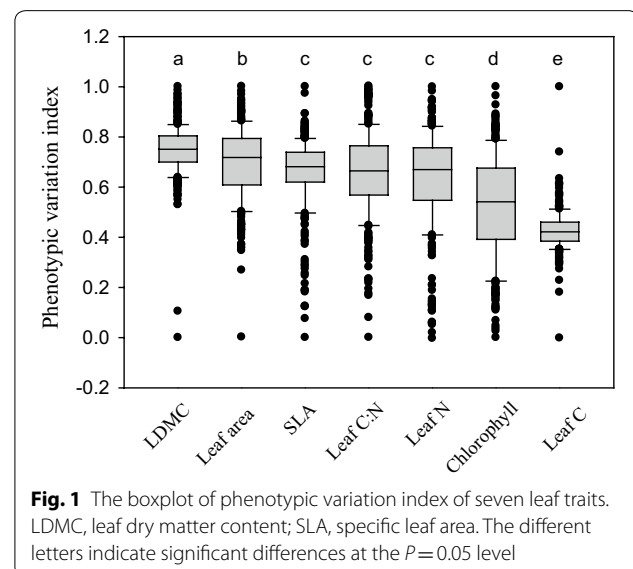 1.2
a b c c c d e
1.0
0.8
0.6
0.4
0.2
0.0
-0.2
Phenotypic variation index
LDMC
Leaf area
SLA
Leaf C:N
Leaf N
Chlorophyll
Leaf C
Fig. 1 The boxplot of phenotypic variation index of seven leaf traits.
LDMC, leaf dry matter content; SLA, specific leaf area. The different
letters indicate significant differences at the P = 0.05 level